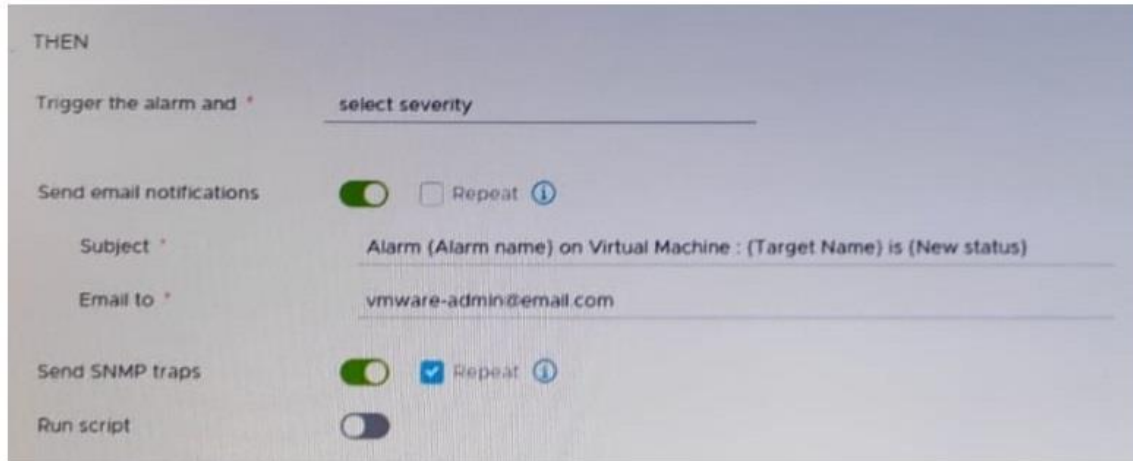 THEN
Trigger the alarm and * select severity
Send email notifications Repeat
Subject * Alarm (Alarm name) on Virtual Machine : (Target Name) is (New status)
Email to * vmware-admin@email.com
Send SNMP traps Repeat
Run script